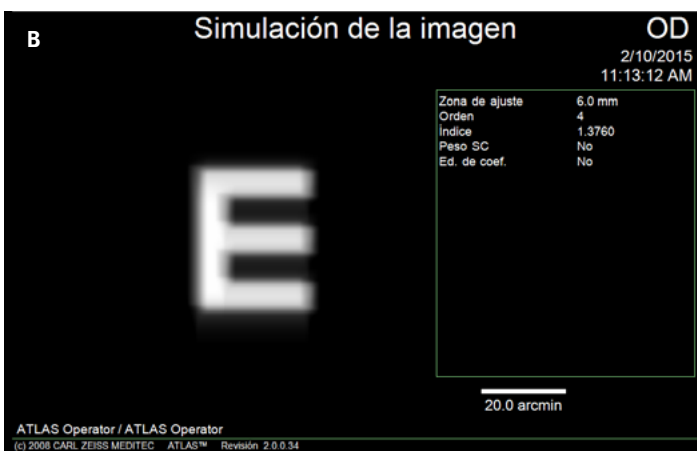 B
Simulación de la imagen
OD
2/10/2015
11:13:12 AM
Zona de ajuste 6.0 mm
Orden 4
Índice 1.3760
Peso SC No
Ed. de coef. No
E
20.0 arcmin
ATLAS Operator / ATLAS Operator
(c) 2008 CARL ZEISS MEDITEC ATLAS™ Revisión 2.0.0.34